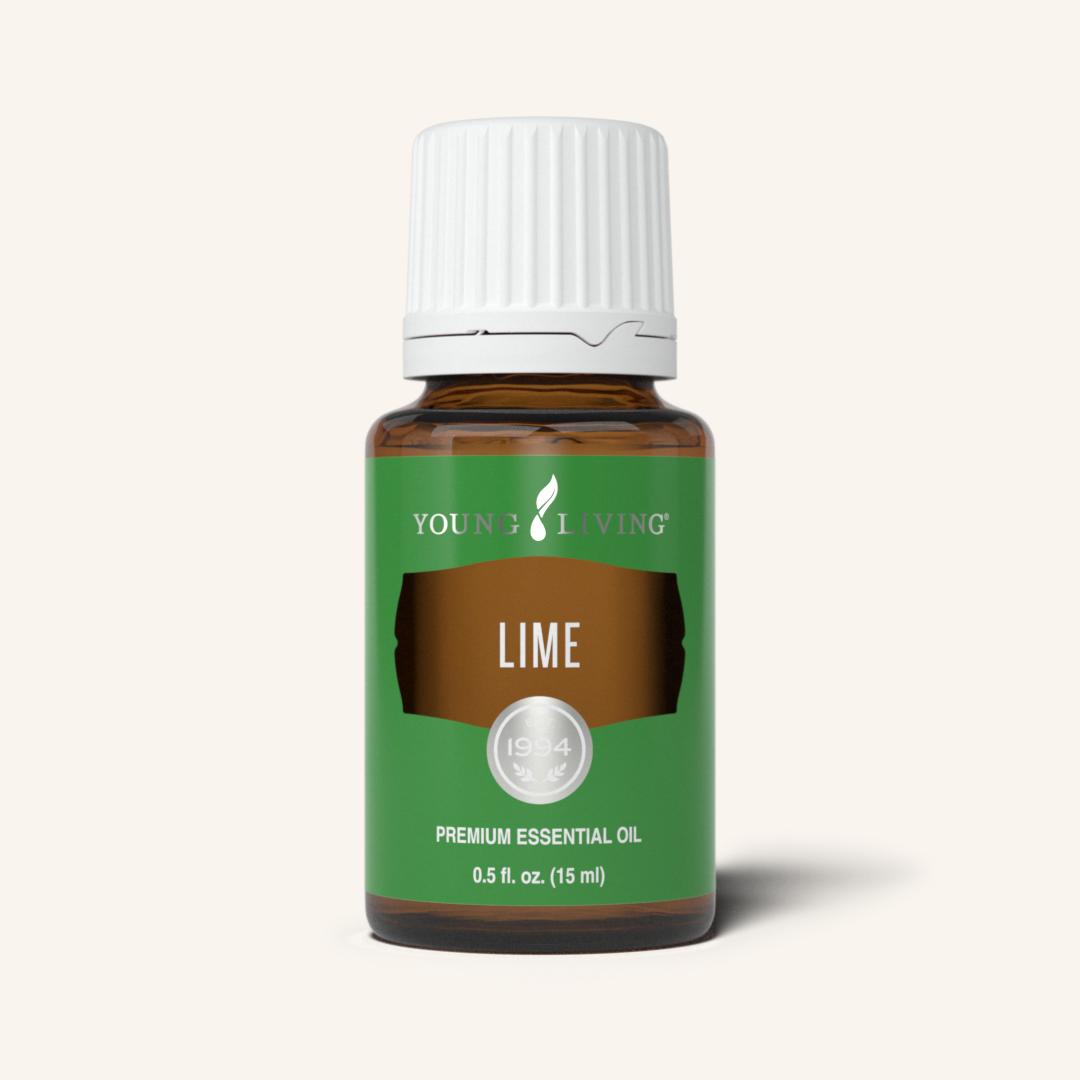 YOUNG LIVING®
LIME
1994
PREMIUM ESSENTIAL OIL
0.5 fl. oz. (15 ml)